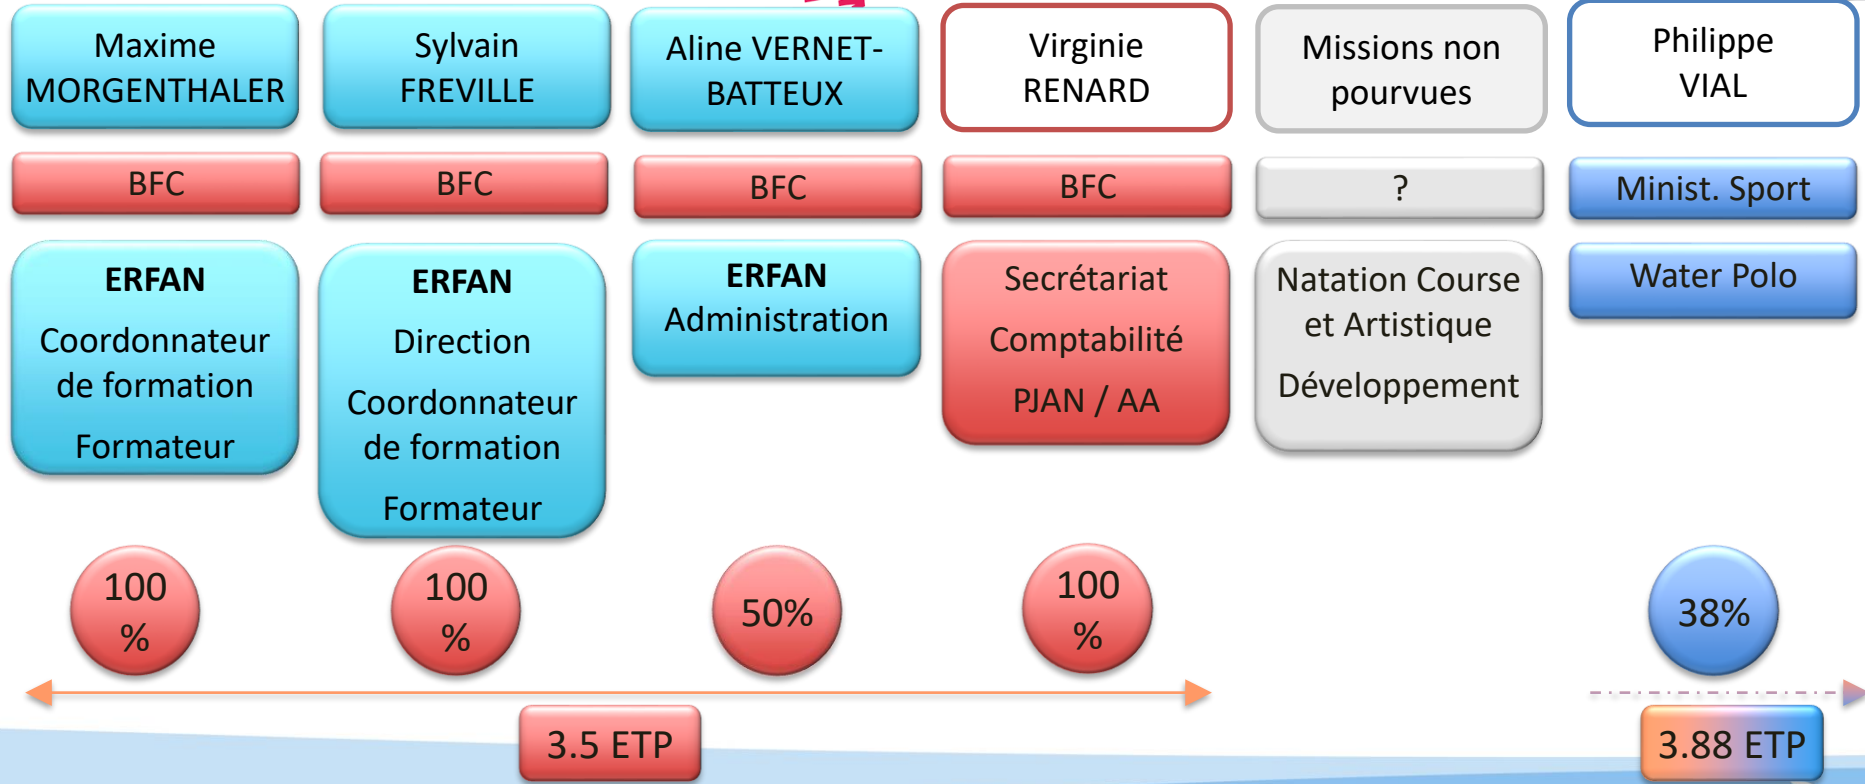 Maxime
MORGENTHALER
Sylvain
FREVILLE
Aline VERNET-
BATTEUX
Virginie
RENARD
Missions non
pourvues
Philippe
VIAL
BFC
BFC
BFC
BFC
?
Minist. Sport
ERFAN
Coordonnateur
de formation
Formateur
ERFAN
Direction
Coordonnateur
de formation
Formateur
ERFAN
Administration
Secrétariat
Comptabilité
PJAN / AA
Natation Course
et Artistique
Développement
Water Polo
100
%
100
%
50%
100
%
38%
3.5 ETP
3.88 ETP